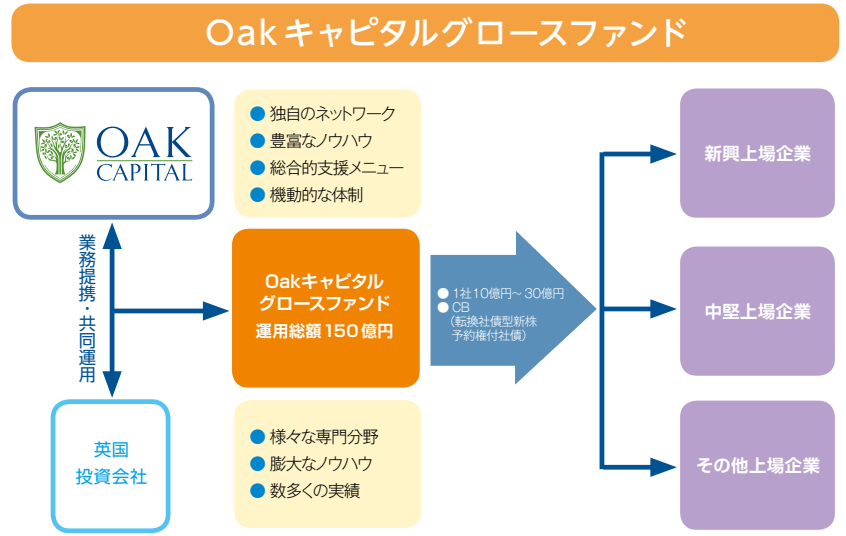 Oakキャピタルグロースファンド
OAK
CAPITAL
● 独自のネットワーク
● 豊富なノウハウ
● 総合的支援メニュー
● 機動的な体制
業務提携・共同運用
Oakキャピタル
グロースファンド
運用総額150億円
● 1社10億円～30億円
● CB
（転換社債型新株
予約権付社債）
新興上場企業
中堅上場企業
その他上場企業
英国
投資会社
● 様々な専門分野
● 膨大なノウハウ
● 数多くの実績